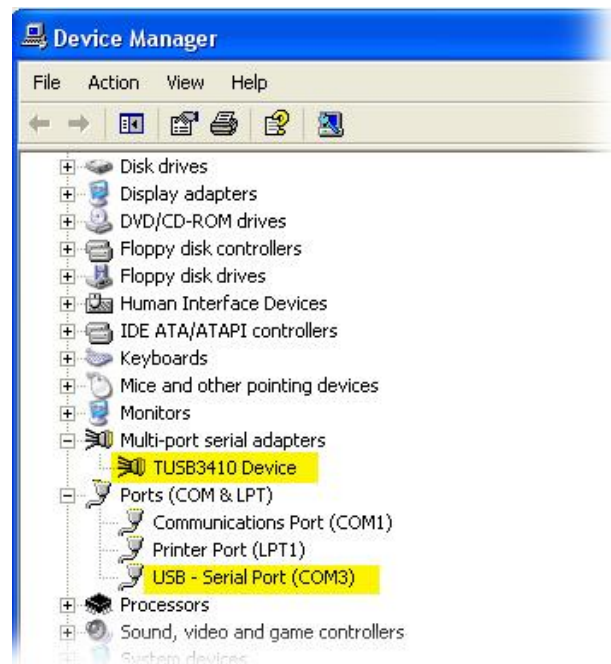 Device Manager
File Action View Help
Disk drives
Display adapters
DVD/CD-ROM drives
Floppy disk controllers
Floppy disk drives
Human Interface Devices
IDE ATA/ATAPI controllers
Keyboards
Mice and other pointing devices
Monitors
Multi-port serial adapters
TUSB3410 Device
Ports (COM & LPT)
Communications Port (COM1)
Printer Port (LPT1)
USB - Serial Port (COM3)
Processors
Sound, video and game controllers
System devices